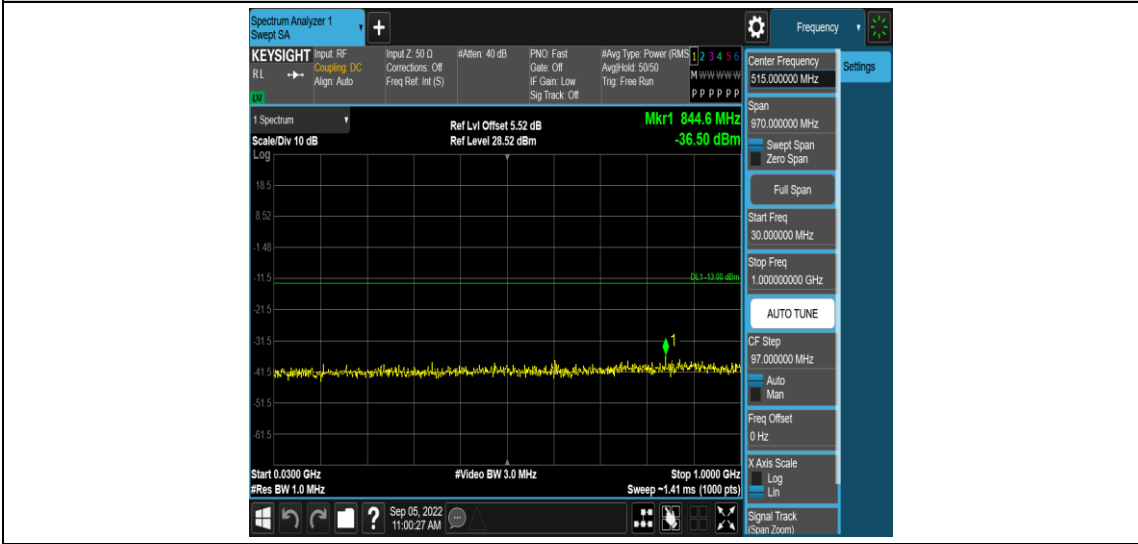 Spectrum Analyzer 1
Swept SA
+
Frequency
KEYSIGHT
RL
Input: RF
Coupling: DC
Align: Auto
Input Z: 50 Ω
Corrections: Off
Freq Ref: Int (S)
#Atten: 40 dB
PNO: Fast
Gate: Off
IF Gain: Low
Sig Track: Off
#Avg Type: Power (RMS
Avg|Hold: 50/50
Trig: Free Run
1 2 3 4 5 6
M W W W W W
P P P P P P
1 Spectrum
Scale/Div 10 dB
Log
Ref Lvl Offset 5.52 dB
Ref Level 28.52 dBm
Mkr1 844.6 MHz
-36.50 dBm
18.5
8.52
-1.48
-11.5
DL1 -13.00 dBm
-21.5
-31.5
1
-41.5
-51.5
-61.5
Start 0.0300 GHz
#Res BW 1.0 MHz
#Video BW 3.0 MHz
Stop 1.0000 GHz
Sweep ~1.41 ms (1000 pts)
?
Sep 05, 2022
11:00:27 AM
Center Frequency
515.000000 MHz
Settings
Span
970.000000 MHz
Swept Span
Zero Span
Full Span
Start Freq
30.000000 MHz
Stop Freq
1.000000000 GHz
AUTO TUNE
CF Step
97.000000 MHz
Auto
Man
Freq Offset
0 Hz
X Axis Scale
Log
Lin
Signal Track
(Span Zoom)